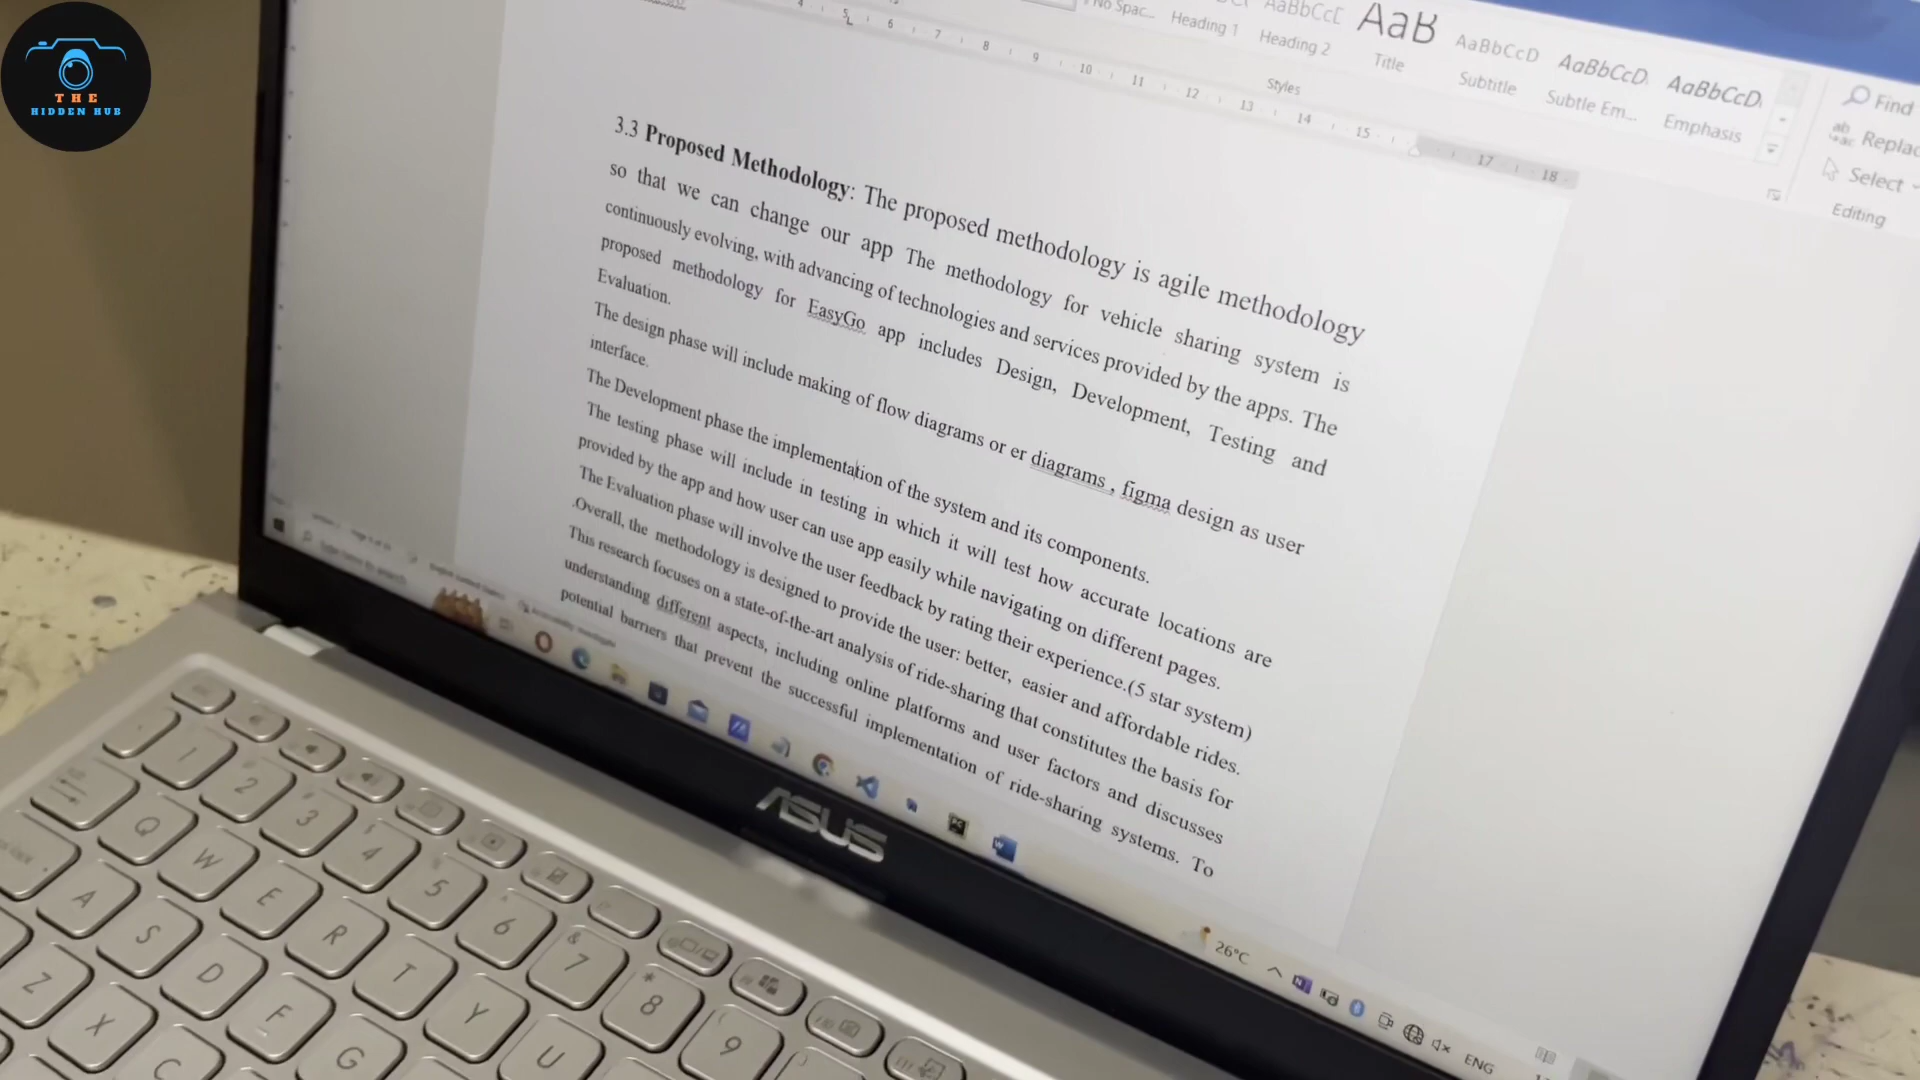 THE
HIDDEN HUB
Heading 1
Heading 2
Title
Subtitle
Subtle Em...
Emphasis
Styles
Find
Select
Editing
3.3 Proposed Methodology: The proposed methodology is agile methodology
so that we can change our app The methodology for vehicle sharing system is
continuously evolving, with advancing of technologies and services provided by the apps. The
proposed methodology for EasyGo app includes Design, Development, Testing and
Evaluation.
The design phase will include making of flow diagrams or er diagrams , figma design as user
interface.
The Development phase the implementation of the system and its components.
The testing phase will include in testing in which it will test how accurate locations are
provided by the app and how user can use app easily while navigating on different pages.
The Evaluation phase will involve the user feedback by rating their experience.(5 star system)
.Overall, the methodology is designed to provide the user: better, easier and affordable rides.
This research focuses on a state-of-the-art analysis of ride-sharing that constitutes the basis for
understanding different aspects, including online platforms and user factors and discusses
potential barriers that prevent the successful implementation of ride-sharing systems. To
26°C
ENG
ASUS
1 2 3 4 5 6 7 8 9
Q W E R T Y U
A S D F G
Z X C